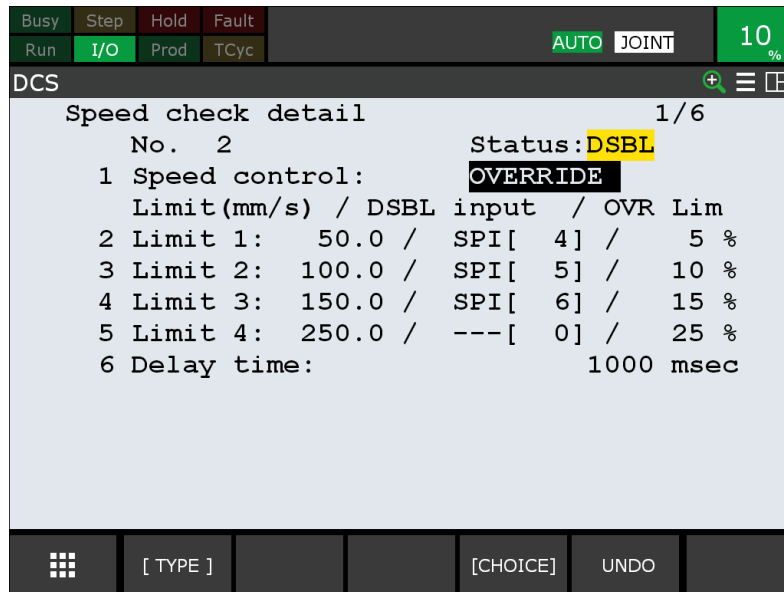 Busy Step Hold Fault
Run I/O Prod TCyc AUTO JOINT 10 %
DCS
Speed check detail 1/6
No. 2 Status:DSBL
1 Speed control: OVERRIDE
Limit(mm/s) / DSBL input / OVR Lim
2 Limit 1: 50.0 / SPI[ 4] / 5 %
3 Limit 2: 100.0 / SPI[ 5] / 10 %
4 Limit 3: 150.0 / SPI[ 6] / 15 %
5 Limit 4: 250.0 / ---[ 0] / 25 %
6 Delay time: 1000 msec
[ TYPE ] [CHOICE] UNDO